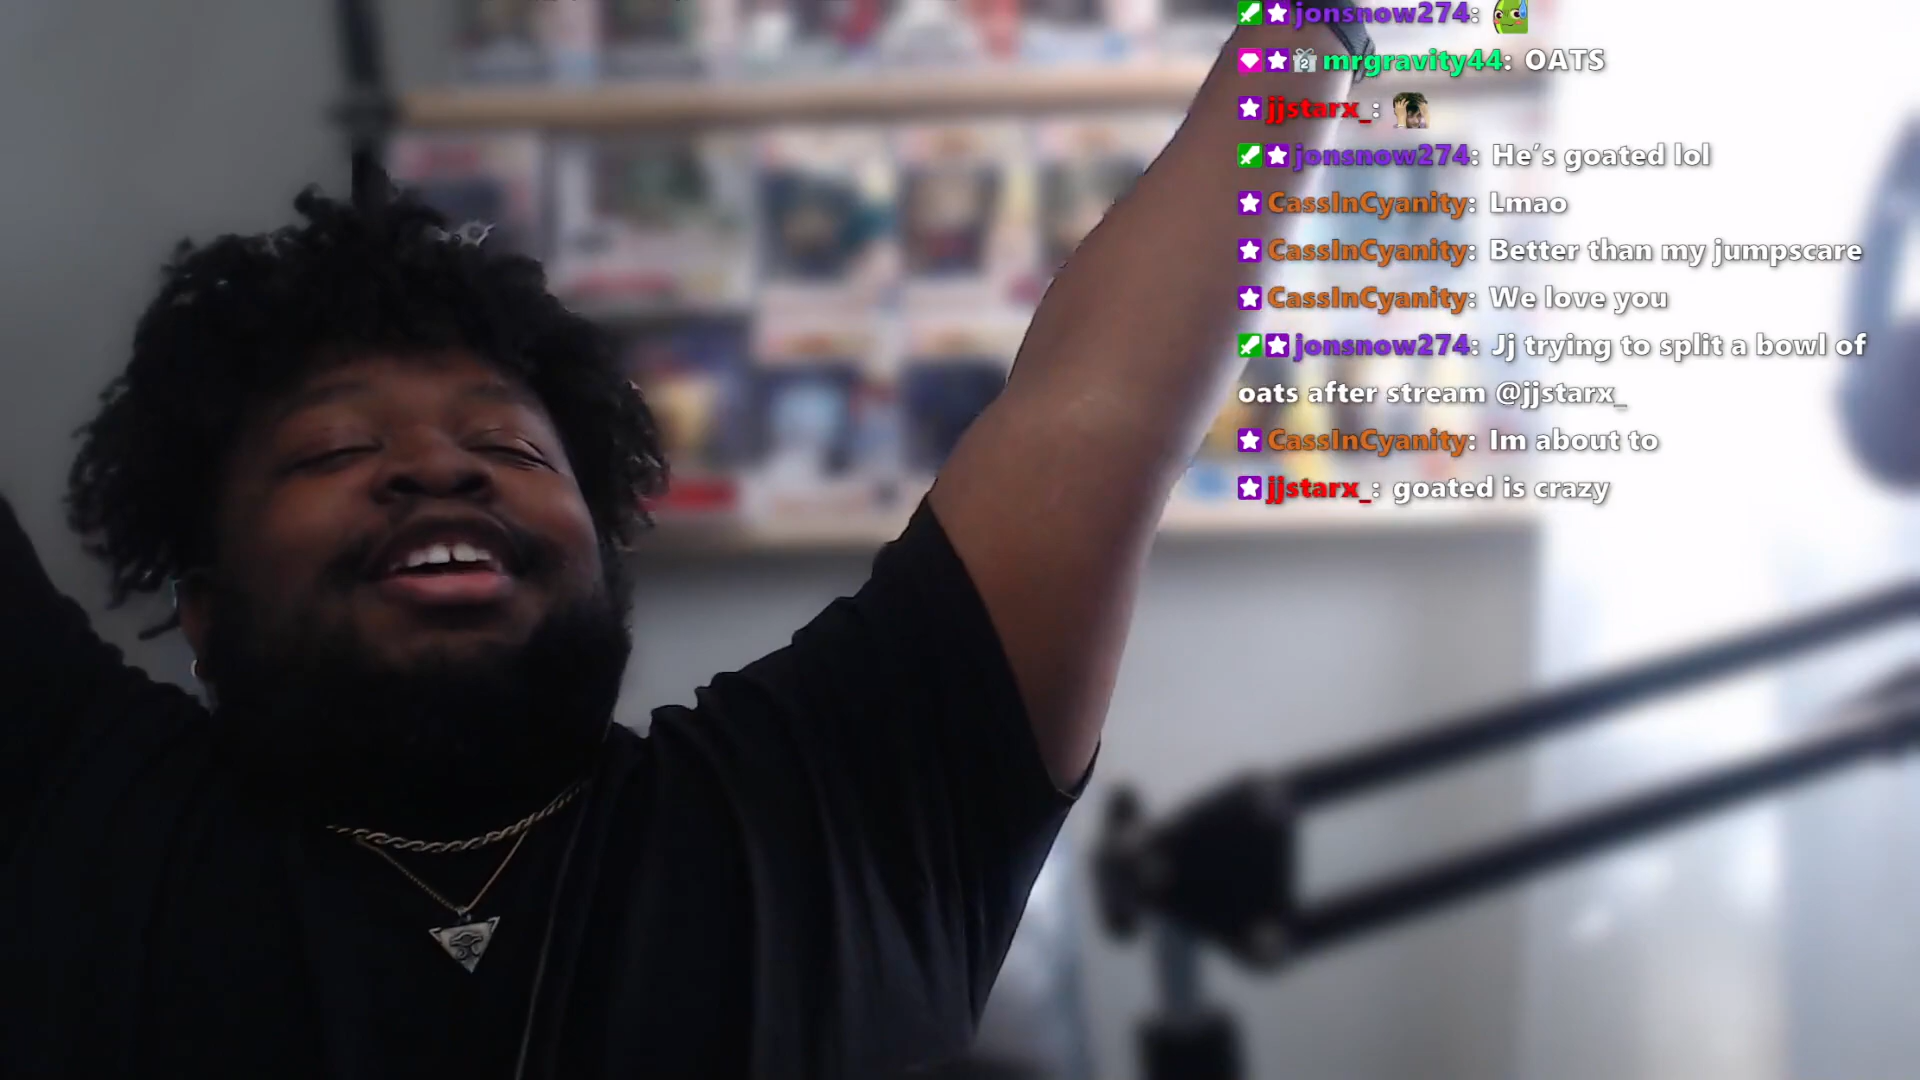 jonsnow274:
2 mrgravity44: OATS
jjstarx_:
jonsnow274: He's goated lol
CassInCyanity: Lmao
CassInCyanity: Better than my jumpscare
CassInCyanity: We love you
jonsnow274: Jj trying to split a bowl of
oats after stream @jjstarx_
CassInCyanity: Im about to
jjstarx_: goated is crazy